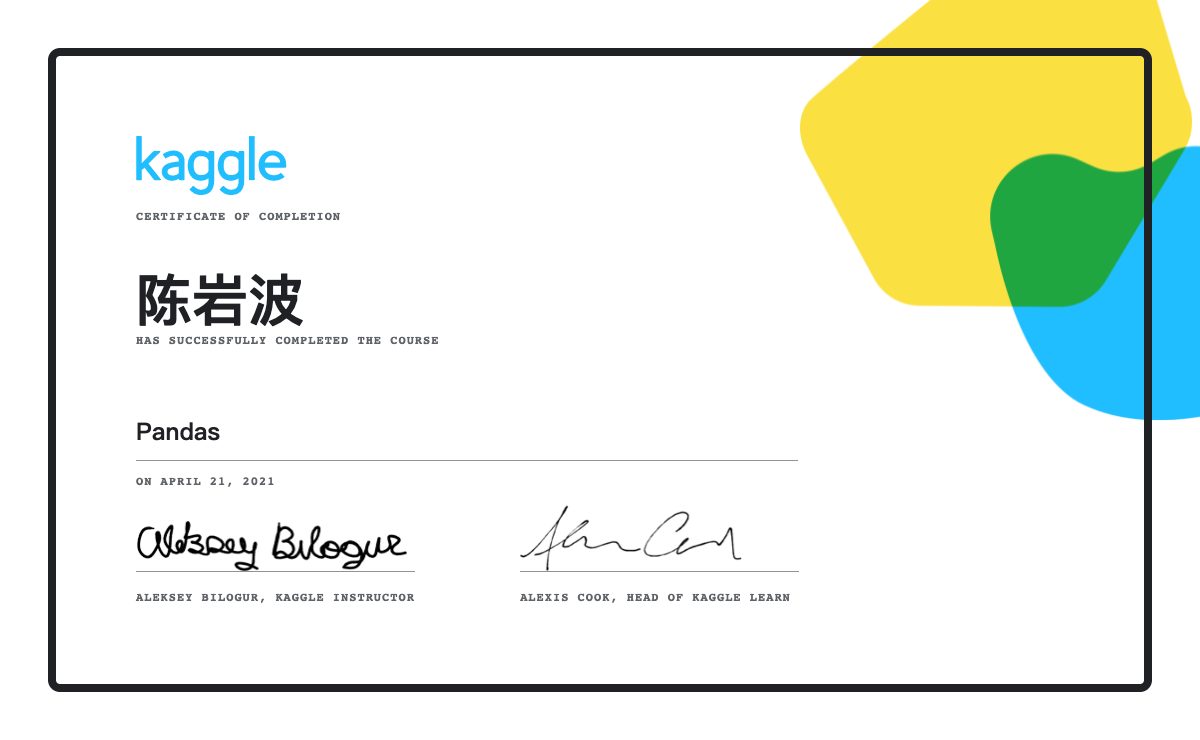 kaggle
CERTIFICATE OF COMPLETION
陈岩波
HAS SUCCESSFULLY COMPLETED THE COURSE
Pandas
ON APRIL 21, 2021
Aleksey Bilogur
ALEKSEY BILOGUR, KAGGLE INSTRUCTOR
ALEXIS COOK, HEAD OF KAGGLE LEARN